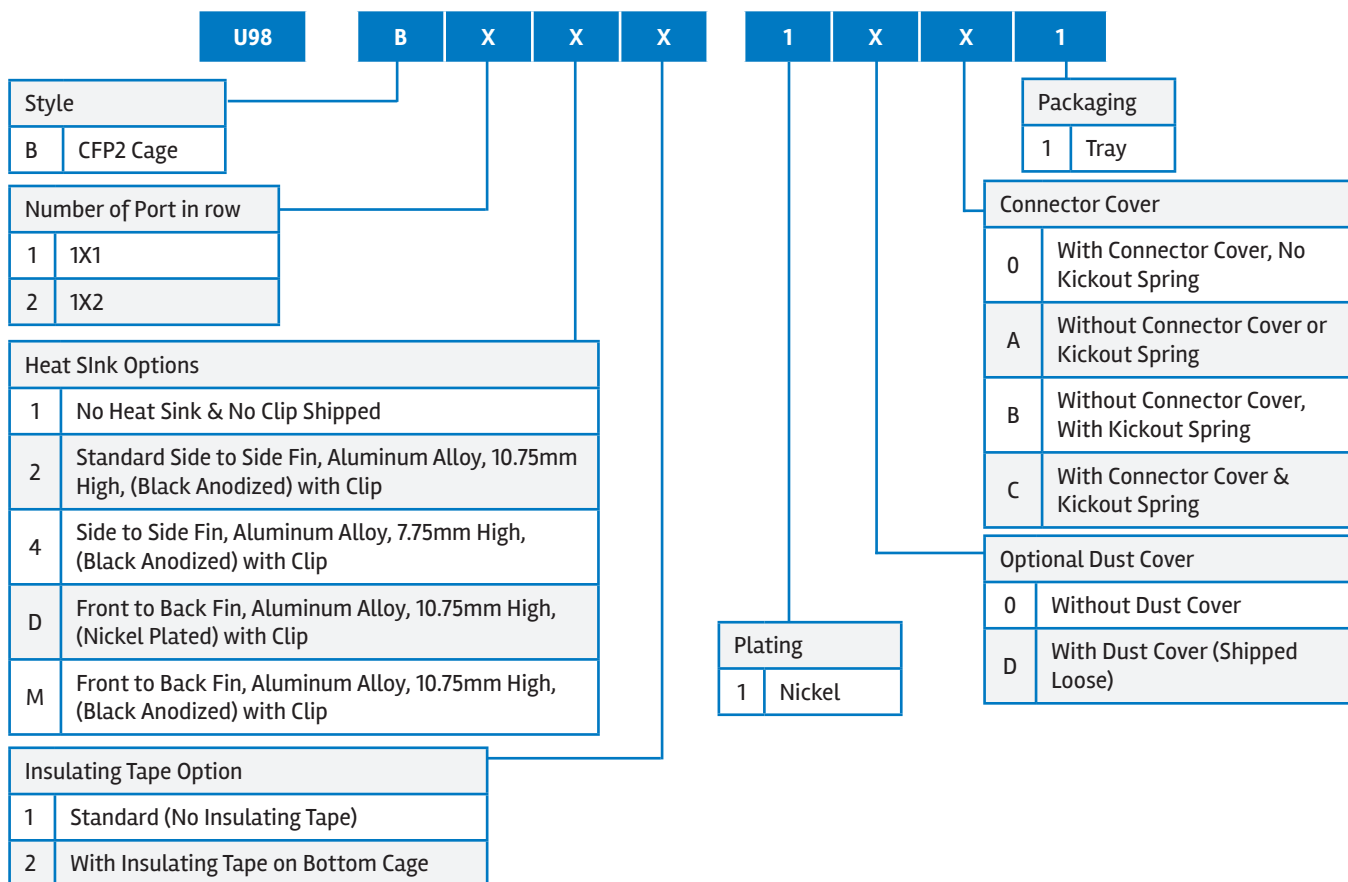 U98 B X X X 1 X X 1
Style
B CFP2 Cage
Number of Port in row
1 1X1
2 1X2
Heat SInk Options
1 No Heat Sink & No Clip Shipped
2 Standard Side to Side Fin, Aluminum Alloy, 10.75mm
High, (Black Anodized) with Clip
4 Side to Side Fin, Aluminum Alloy, 7.75mm High,
(Black Anodized) with Clip
D Front to Back Fin, Aluminum Alloy, 10.75mm High,
(Nickel Plated) with Clip
M Front to Back Fin, Aluminum Alloy, 10.75mm High,
(Black Anodized) with Clip
Insulating Tape Option
1 Standard (No Insulating Tape)
2 With Insulating Tape on Bottom Cage
Plating
1 Nickel
Packaging
1 Tray
Connector Cover
0 With Connector Cover, No
Kickout Spring
A Without Connector Cover or
Kickout Spring
B Without Connector Cover,
With Kickout Spring
C With Connector Cover &
Kickout Spring
Optional Dust Cover
0 Without Dust Cover
D With Dust Cover (Shipped
Loose)